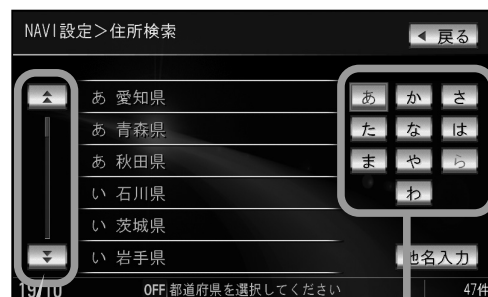 NAVI設定＞住所検索
◀ 戻る
あ 愛知県
あ 青森県
あ 秋田県
い 石川県
い 茨城県
い 岩手県
あ か さ
た な は
ま や ら
わ
地名入力
19/10
OFF 都道府県を選択してください
47件